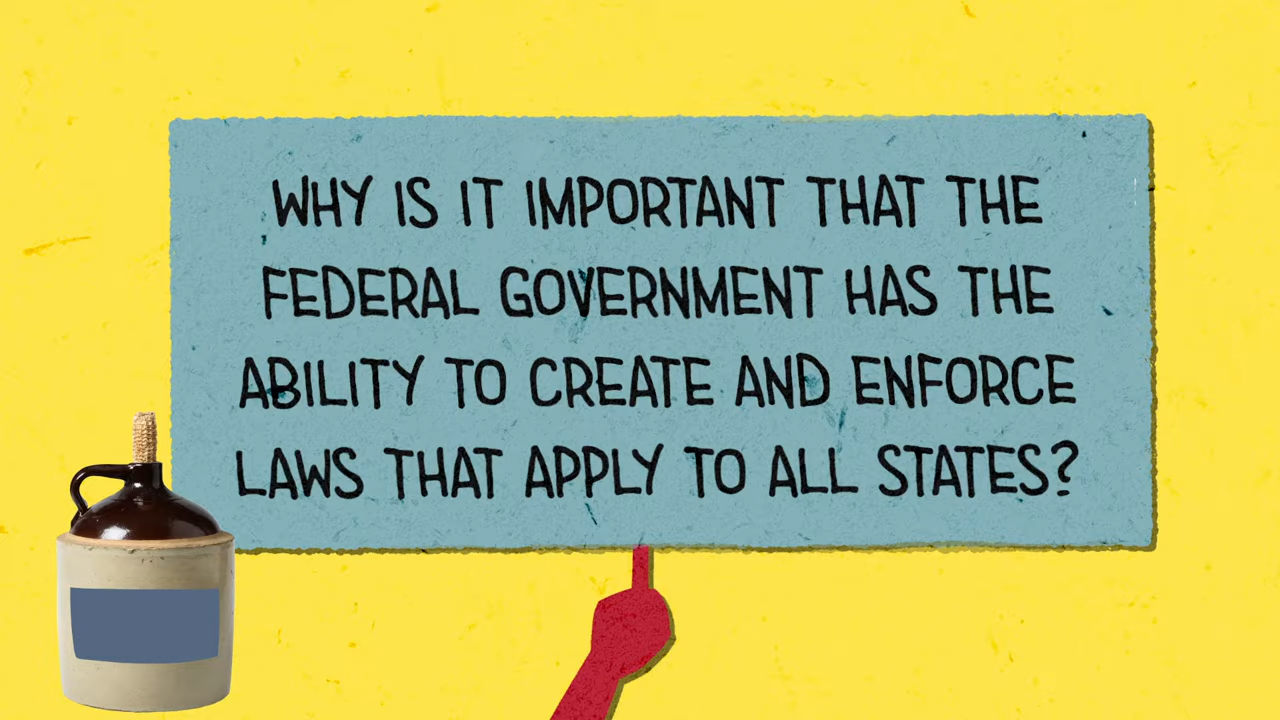 WHY IS IT IMPORTANT THAT THE
FEDERAL GOVERNMENT HAS THE
ABILITY TO CREATE AND ENFORCE
LAWS THAT APPLY TO ALL STATES?